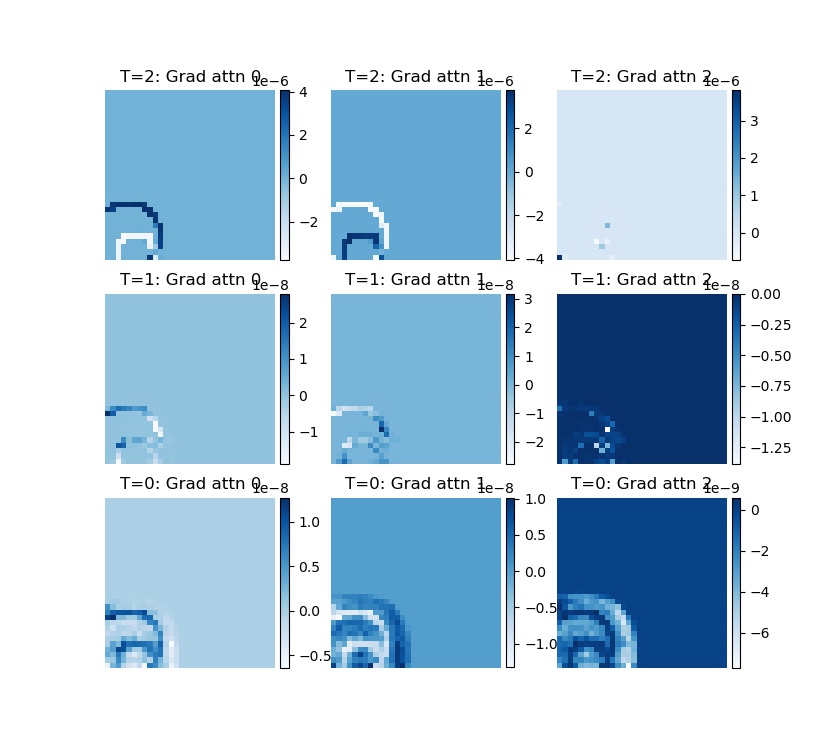 T=2: Grad attn 0
1e−6
T=2: Grad attn 1
1e−6
T=2: Grad attn 2
1e−6
4
2
0
−2
2
0
−2
−4
3
2
1
0
T=1: Grad attn 0
1e−8
T=1: Grad attn 1
1e−8
T=1: Grad attn 2
1e−8
2
1
0
−1
3
2
1
0
−1
−2
0.00
−0.25
−0.50
−0.75
−1.00
−1.25
T=0: Grad attn 0
1e−8
T=0: Grad attn 1
1e−8
T=0: Grad attn 2
1e−9
1.0
0.5
0.0
−0.5
1.0
0.5
0.0
−0.5
−1.0
0
−2
−4
−6